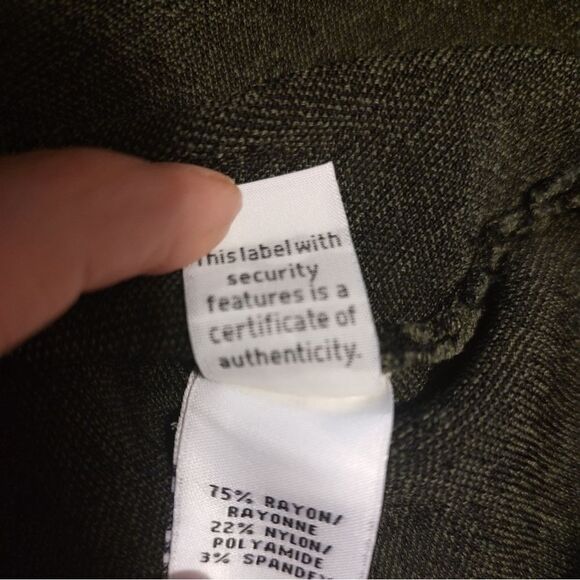 This label with
security
features is a
certificate of
authenticity.
75% RAYON/
RAYONNE
22% NYLON/
POLYAMIDE
3% SPANDEX